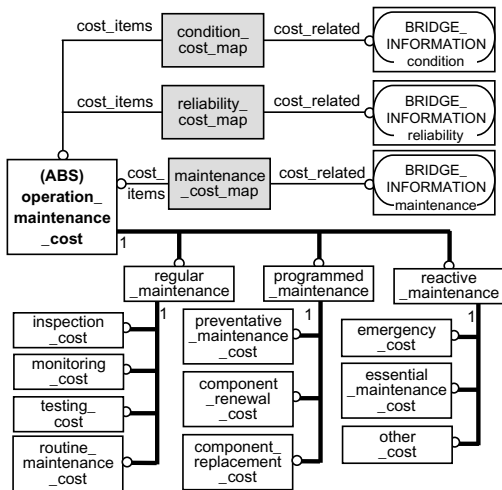 cost_items
condition_
cost_map
cost_related
BRIDGE_
INFORMATION
condition
cost_items
reliability_
cost_map
cost_related
BRIDGE_
INFORMATION
reliability
(ABS)
operation_
maintenance
_cost
cost_
items
maintenance
_cost_map
cost_related
BRIDGE_
INFORMATION
maintenance
1
regular
_maintenance
programmed
_maintenance
reactive
_maintenance
1
1
1
inspection
_cost
monitoring
_cost
testing_
cost
routine_
maintenance
_cost
preventative
_maintenance
_cost
component
_renewal
_cost
component_
replacement
_cost
emergency
_cost
essential
_maintenance
_cost
other
_cost